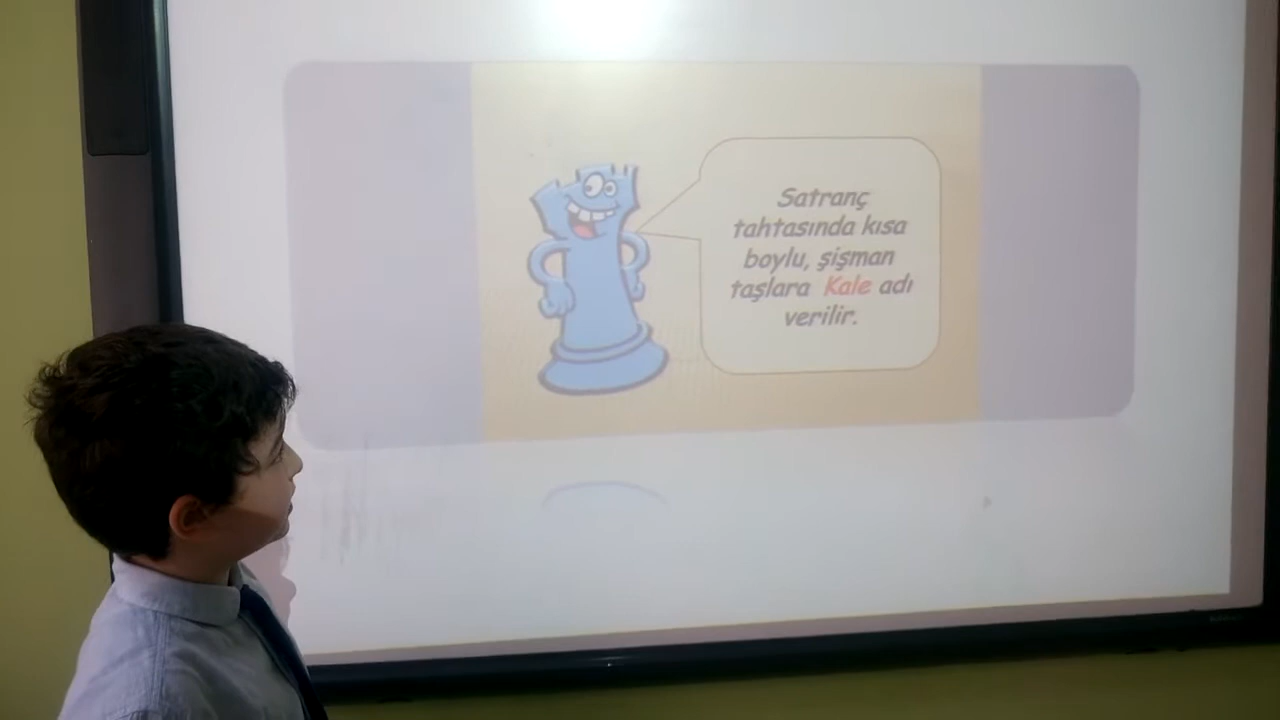 Satranç
tahtasında kısa
boylu, şişman
taşlara Kale adı
verilir.